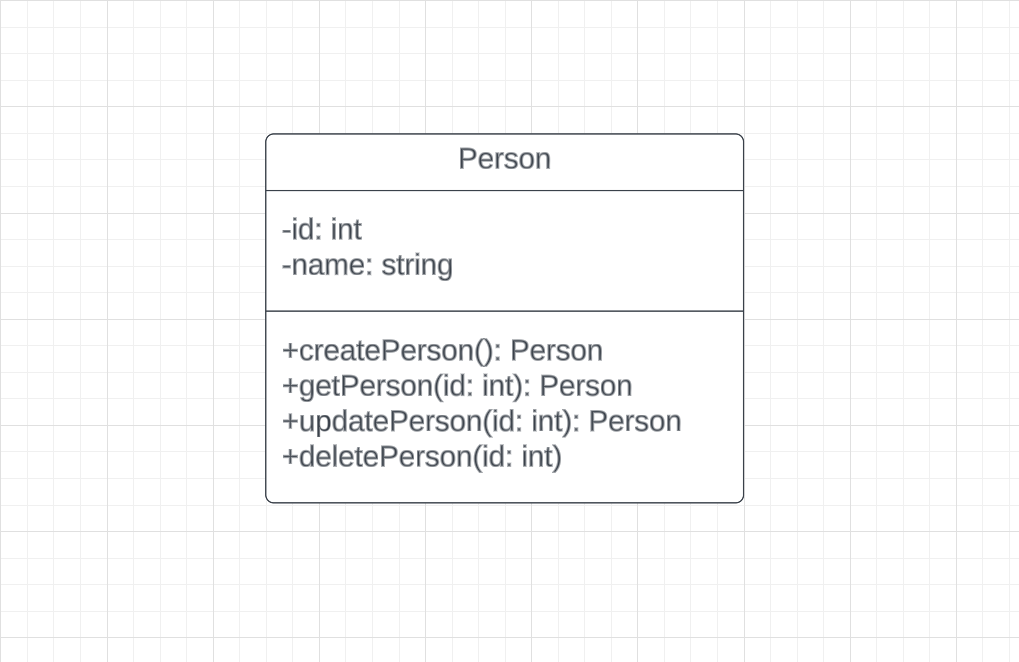 Person
-id: int
-name: string
+createPerson(): Person
+getPerson(id: int): Person
+updatePerson(id: int): Person
+deletePerson(id: int)